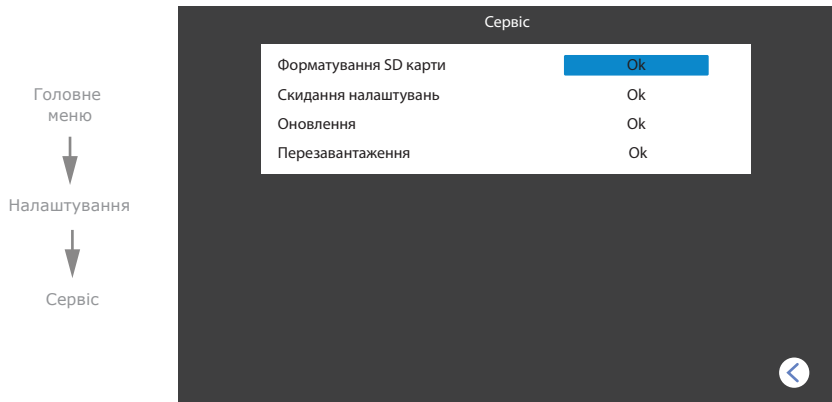 Сервіс
Форматування SD карти Ok
Скидання налаштувань Ok
Оновлення Ok
Перезавантаження Ok
Головне
меню
Налаштування
Сервіс